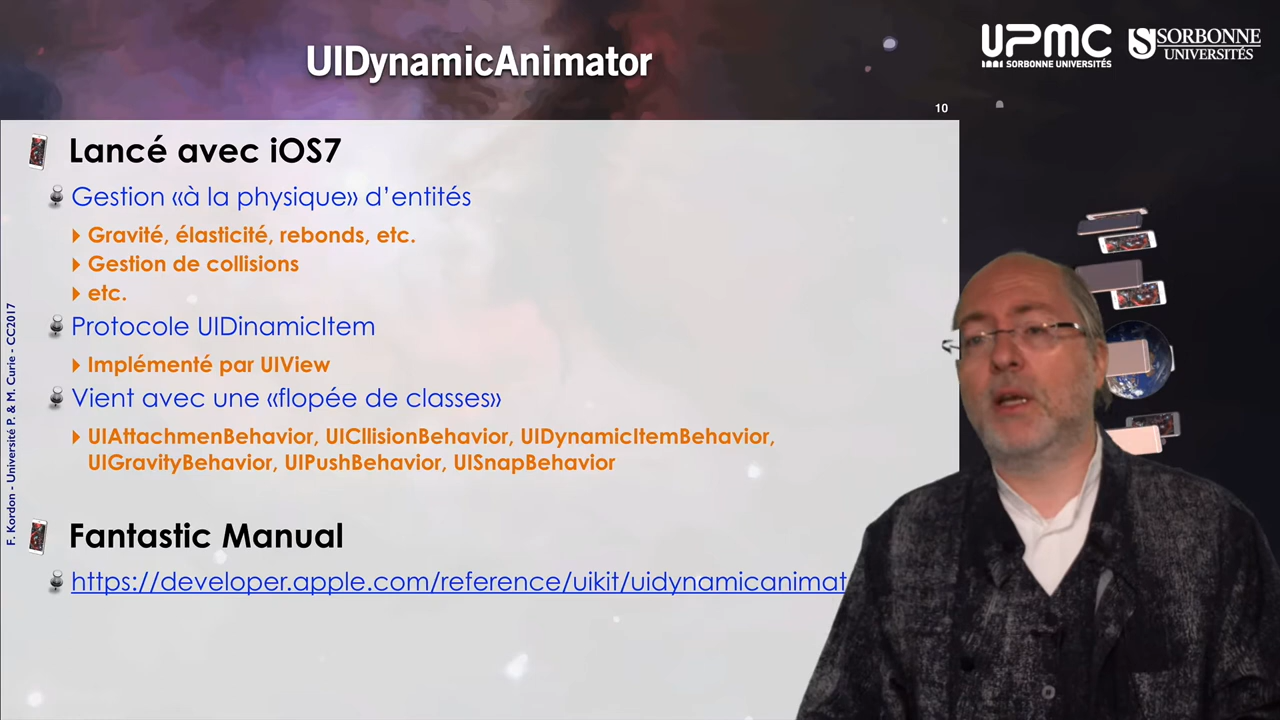 UIDynamicAnimator
UPMC
SORBONNE UNIVERSITÉS
SORBONNE
UNIVERSITÉS
10
Lancé avec iOS7
Gestion «à la physique» d’entités
Gravité, élasticité, rebonds, etc.
Gestion de collisions
etc.
Protocole UIDinamicItem
Implémenté par UIView
Vient avec une «flopée de classes»
UIAttachmenBehavior, UICllisionBehavior, UIDynamicItemBehavior,
UIGravityBehavior, UIPushBehavior, UISnapBehavior
Fantastic Manual
https://developer.apple.com/reference/uikit/uidynamicanimat
F. Kordon - Université P. & M. Curie - CC2017